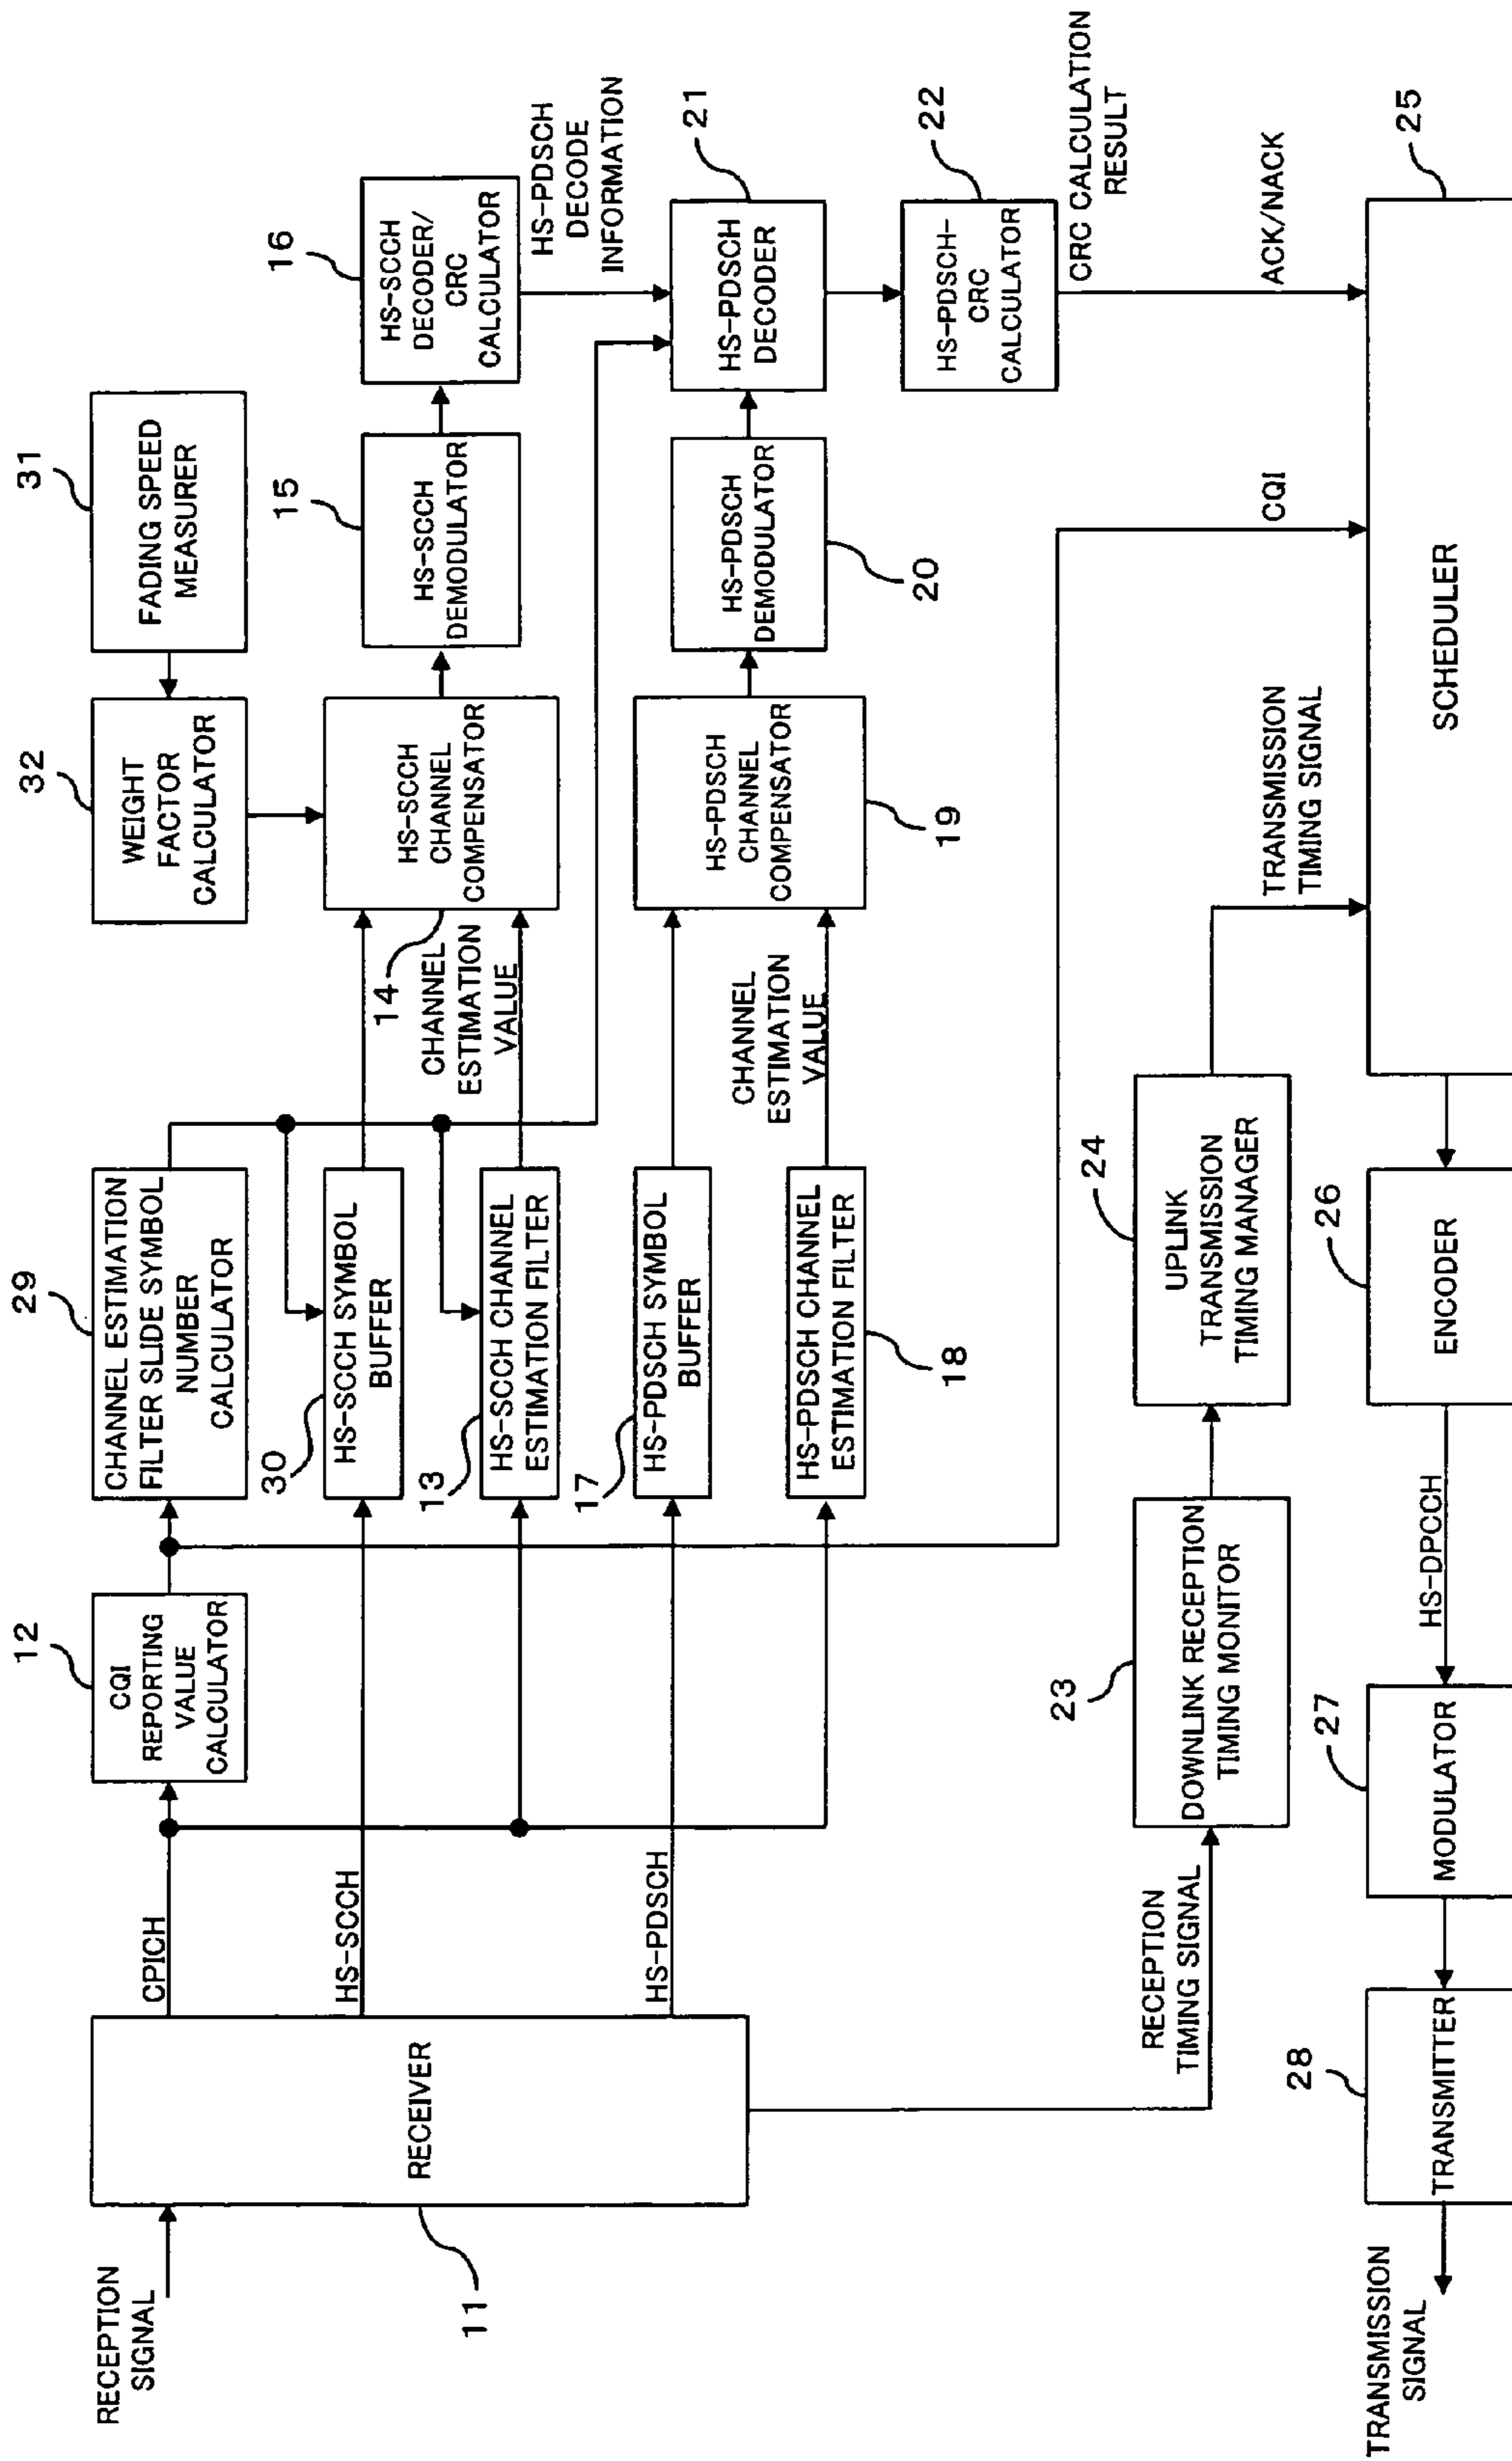 RECEPTION
SIGNAL
11
RECEIVER
CPICH
HS-SCCH
HS-PDSCH
12
CQI
REPORTING
VALUE
CALCULATOR
29
CHANNEL ESTIMATION
FILTER SLIDE SYMBOL
NUMBER
CALCULATOR
30
HS-SCCH SYMBOL
BUFFER
13
HS-SCCH CHANNEL
ESTIMATION FILTER
17
HS-PDSCH SYMBOL
BUFFER
HS-PDSCH CHANNEL
ESTIMATION FILTER
18
32
WEIGHT
FACTOR
CALCULATOR
31
FADING SPEED
MEASURER
14
CHANNEL
ESTIMATION
VALUE
HS-SCCH
CHANNEL
COMPENSATOR
15
HS-SCCH
DEMODULATOR
16
HS-SCCH
DECODER/
CRC
CALCULATOR
HS-PDSCH
DECODE
INFORMATION
CHANNEL
ESTIMATION
VALUE
HS-PDSCH
CHANNEL
COMPENSATOR
19
HS-PDSCH
DEMODULATOR
20
21
HS-PDSCH
DECODER
22
HS-PDSCH-
CRC
CALCULATOR
CRC CALCULATION
RESULT
RECEPTION
TIMING SIGNAL
23
DOWNLINK RECEPTION
TIMING MONITOR
24
UPLINK
TRANSMISSION
TIMING MANAGER
TRANSMISSION
TIMING SIGNAL
CQI
ACK/NACK
25
SCHEDULER
26
ENCODER
HS-DPCCH
27
MODULATOR
28
TRANSMITTER
TRANSMISSION
SIGNAL